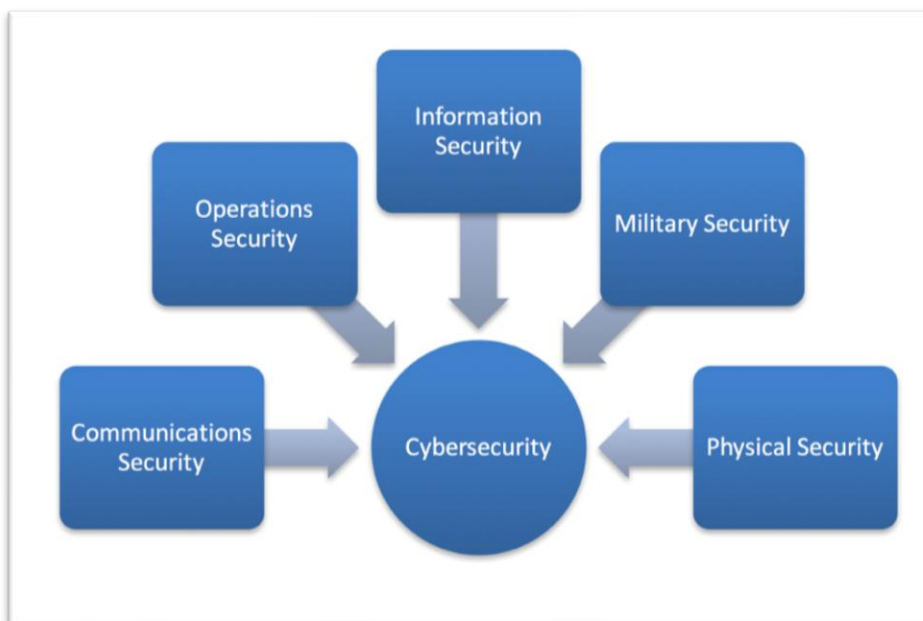 Information
Security
Operations
Security
Military Security
Communications
Security
Cybersecurity
Physical Security